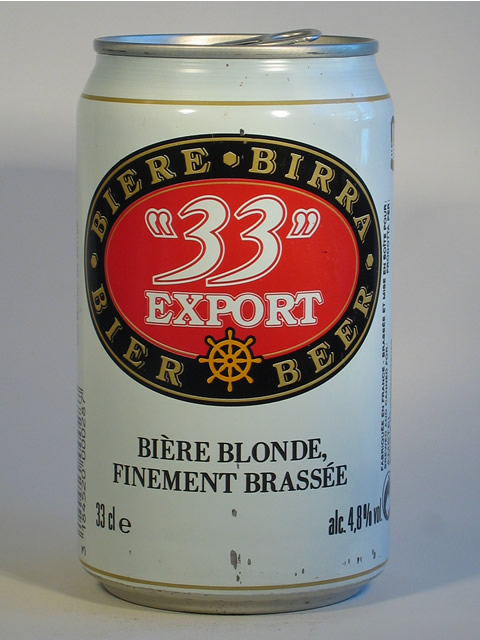 BIERE • BIRRA
"33"
EXPORT
BIER BEER
BIÈRE BLONDE,
FINEMENT BRASSÉE
33 cl e
alc. 4,8 % vol.